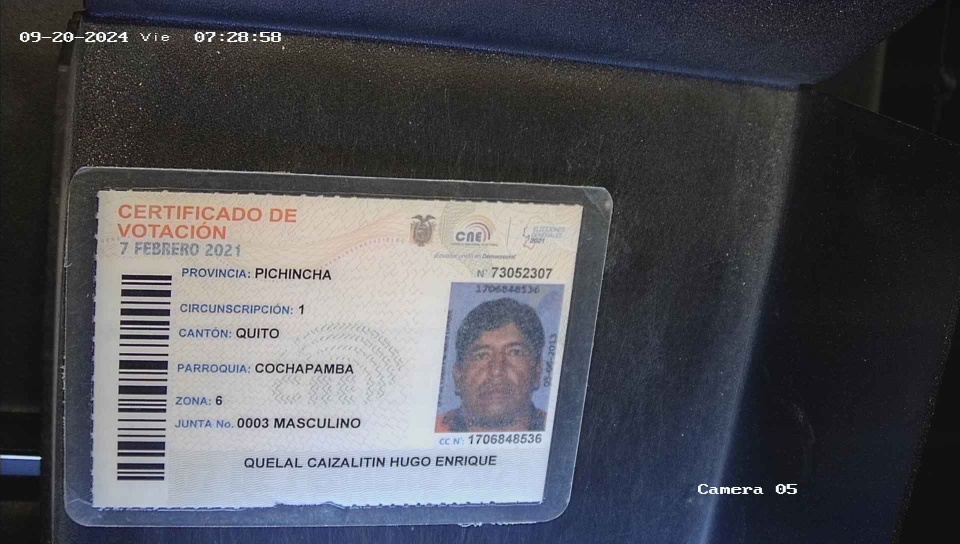 09-20-2024 Vie 07:28:58
CERTIFICADO DE
VOTACIÓN
7 FEBRERO 2021
CNE
ELECCIONES
GENERALES
2021
PROVINCIA: PICHINCHA
N° 73052307
1706848536
CIRCUNSCRIPCIÓN: 1
CANTÓN: QUITO
PARROQUIA: COCHAPAMBA
ZONA: 6
JUNTA No. 0003 MASCULINO
CC N°: 1706848536
QUELAL CAIZALITIN HUGO ENRIQUE
Camera 05